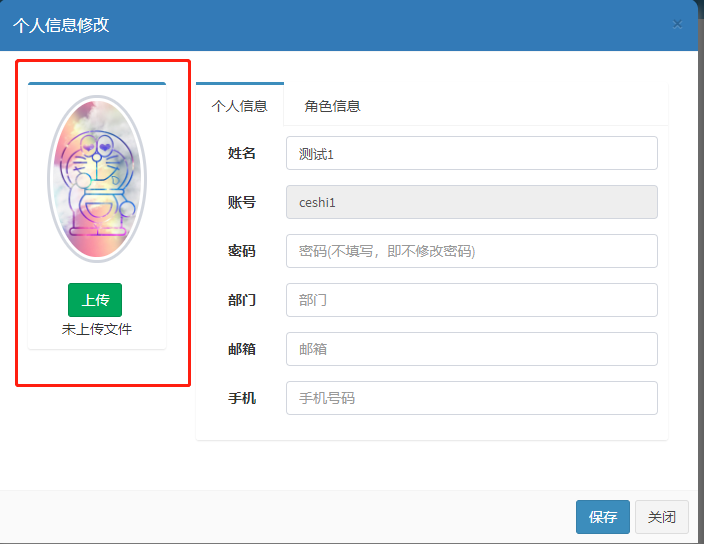 个人信息修改
×
上传
未上传文件
个人信息 角色信息
姓名 测试1
账号 ceshi1
密码 密码(不填写，即不修改密码)
部门 部门
邮箱 邮箱
手机 手机号码
保存 关闭